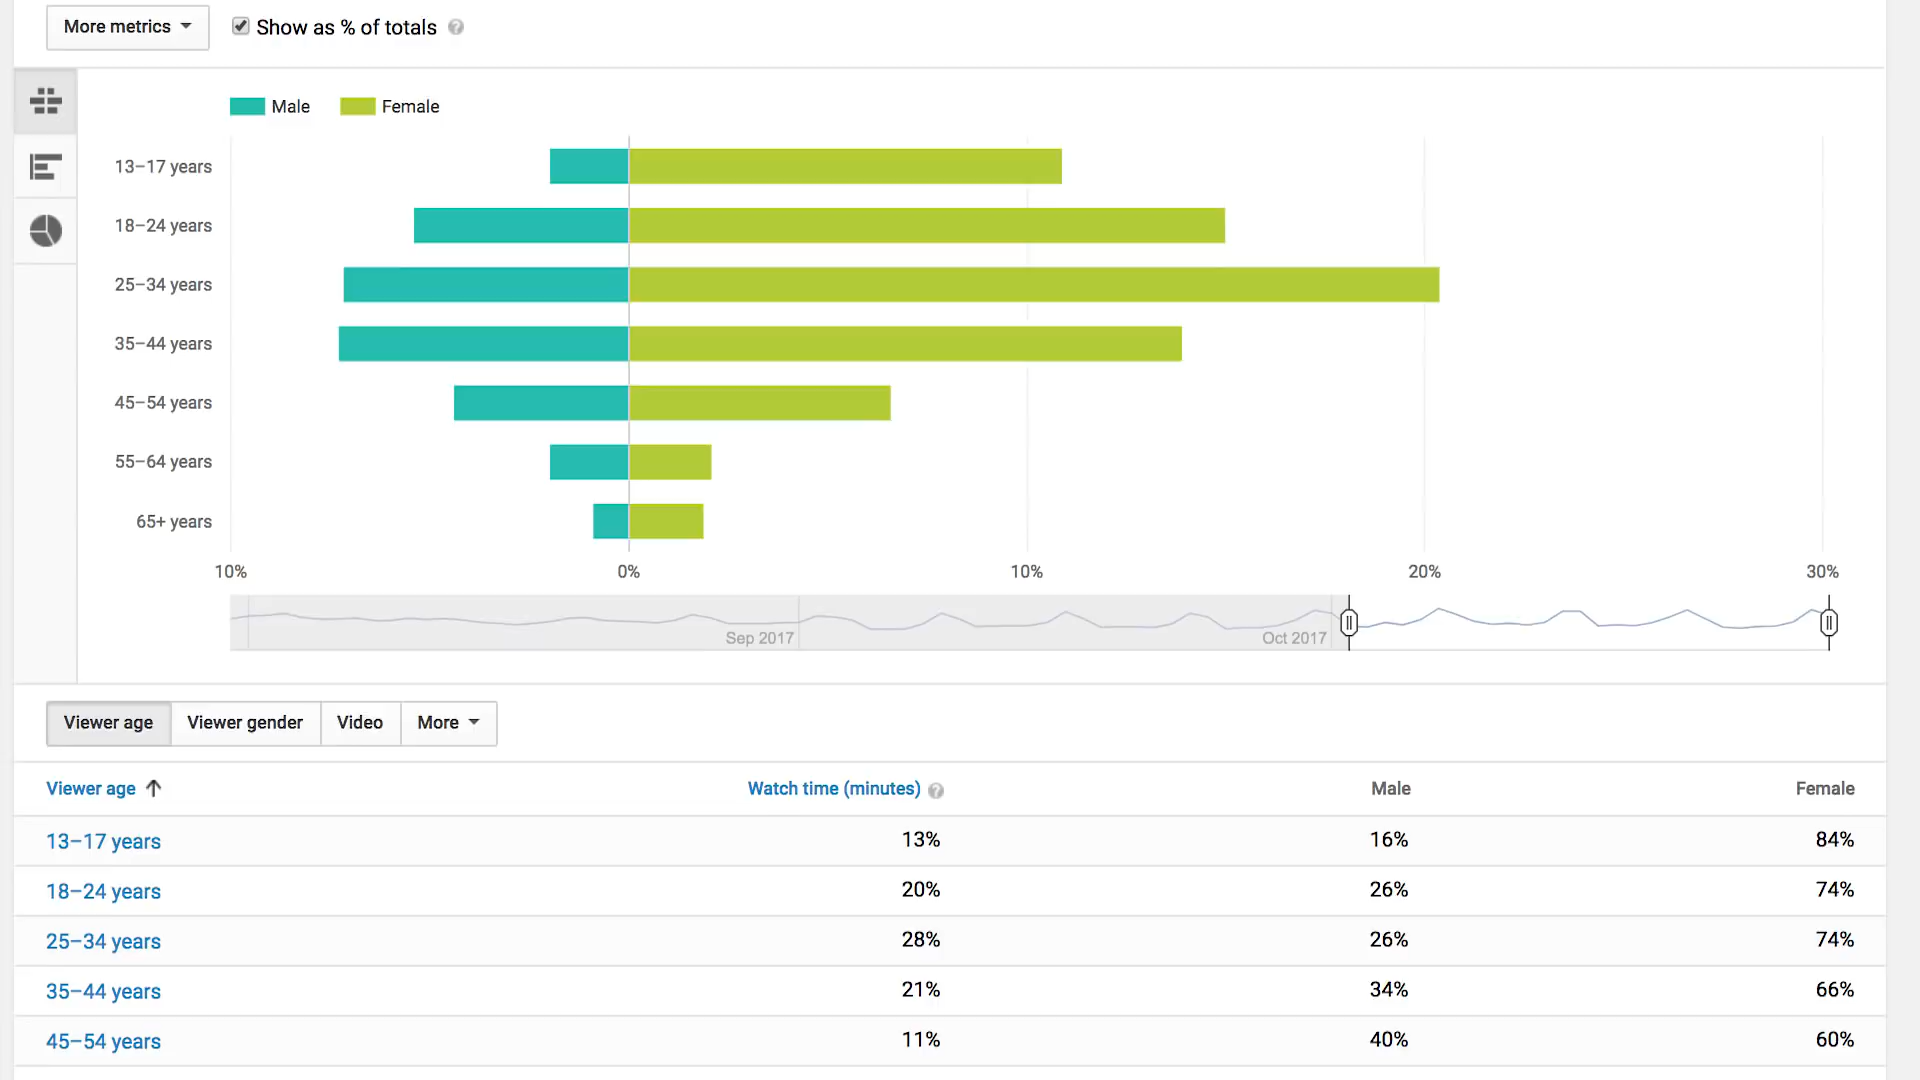 More metrics
Show as % of totals ?
Male Female
13–17 years
18–24 years
25–34 years
35–44 years
45–54 years
55–64 years
65+ years
10% 0% 10% 20% 30%
Sep 2017 Oct 2017
Viewer age Viewer gender Video More
Viewer age Watch time (minutes) ? Male Female
13–17 years 13% 16% 84%
18–24 years 20% 26% 74%
25–34 years 28% 26% 74%
35–44 years 21% 34% 66%
45–54 years 11% 40% 60%